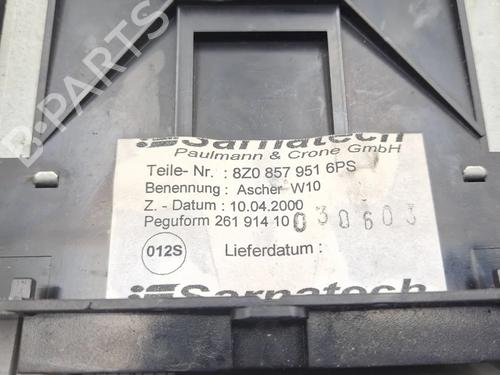 B-PARTS
Sarnatech
Paulmann & Crone GmbH
Teile- Nr. : 8Z0 857 951 6PS
Benennung : Ascher W10
Z. - Datum : 10.04.2000
Peguform 261 914 10 030603
012S
Lieferdatum :
Sarnatech